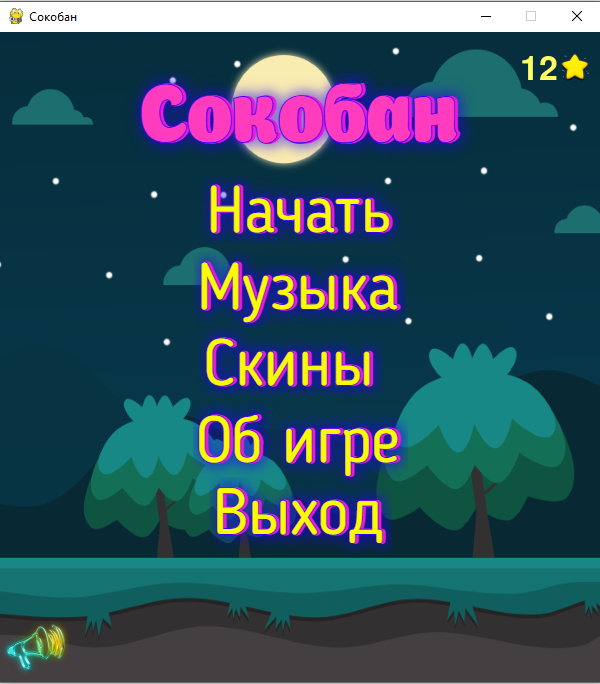 Сокобан
12
Сокобан
Начать
Музыка
Скины
Об игре
Выход